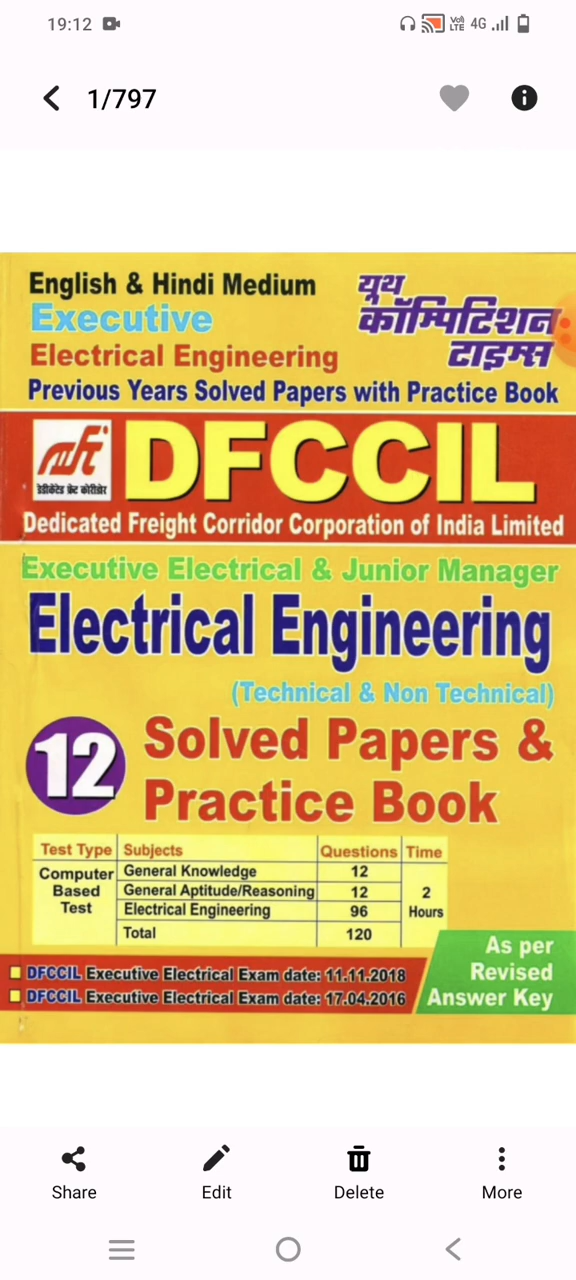 19:12
Vo)) LTE 4G
1/797
English & Hindi Medium
यूथ
Executive
कॉम्पिटिशन
Electrical Engineering
टाइम्स
Previous Years Solved Papers with Practice Book
DFCCIL
डेडीकेटेड फ्रेट कोरीडोर
Dedicated Freight Corridor Corporation of India Limited
Executive Electrical & Junior Manager
Electrical Engineering
(Technical & Non Technical)
12 Solved Papers &
Practice Book
Test Type Subjects Questions Time
Computer Based Test General Knowledge 12 2 Hours
General Aptitude/Reasoning 12
Electrical Engineering 96
Total 120
As per
Revised
Answer Key
DFCCIL Executive Electrical Exam date: 11.11.2018
DFCCIL Executive Electrical Exam date: 17.04.2016
Share Edit Delete More